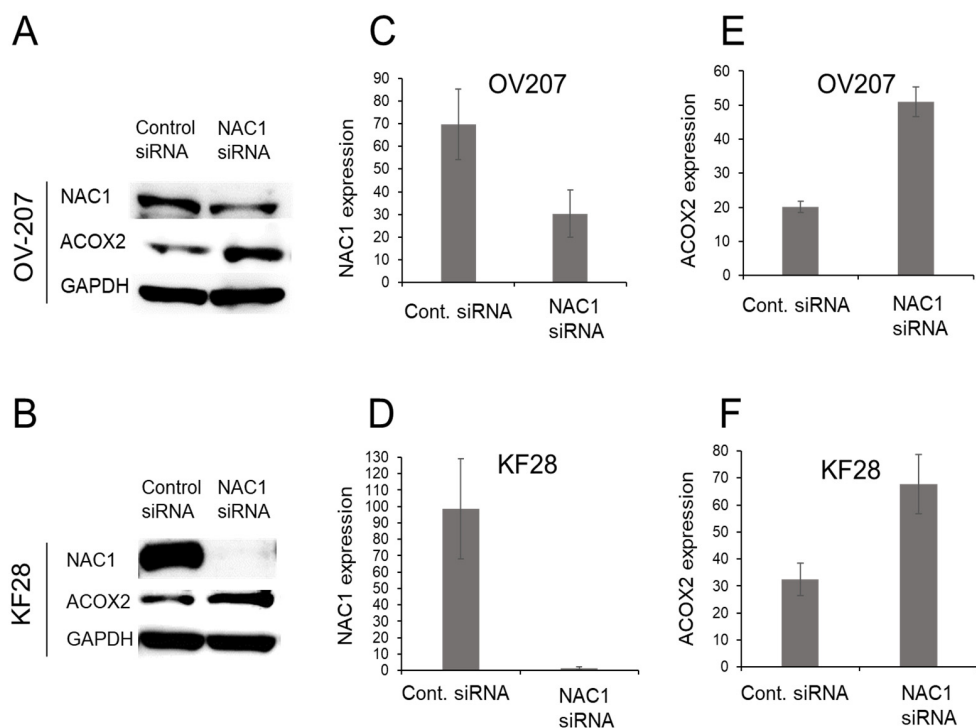 A
Control
siRNA
NAC1
siRNA
OV-207
NAC1
ACOX2
GAPDH
C
OV207
NAC1 expression
90
80
70
60
50
40
30
20
10
0
Cont. siRNA
NAC1
siRNA
E
OV207
ACOX2 expression
60
50
40
30
20
10
0
Cont. siRNA
NAC1
siRNA
B
Control
siRNA
NAC1
siRNA
KF28
NAC1
ACOX2
GAPDH
D
KF28
NAC1 expression
130
120
110
100
90
80
70
60
50
40
30
20
10
0
Cont. siRNA
NAC1
siRNA
F
KF28
ACOX2 expression
80
70
60
50
40
30
20
10
0
Cont. siRNA
NAC1
siRNA